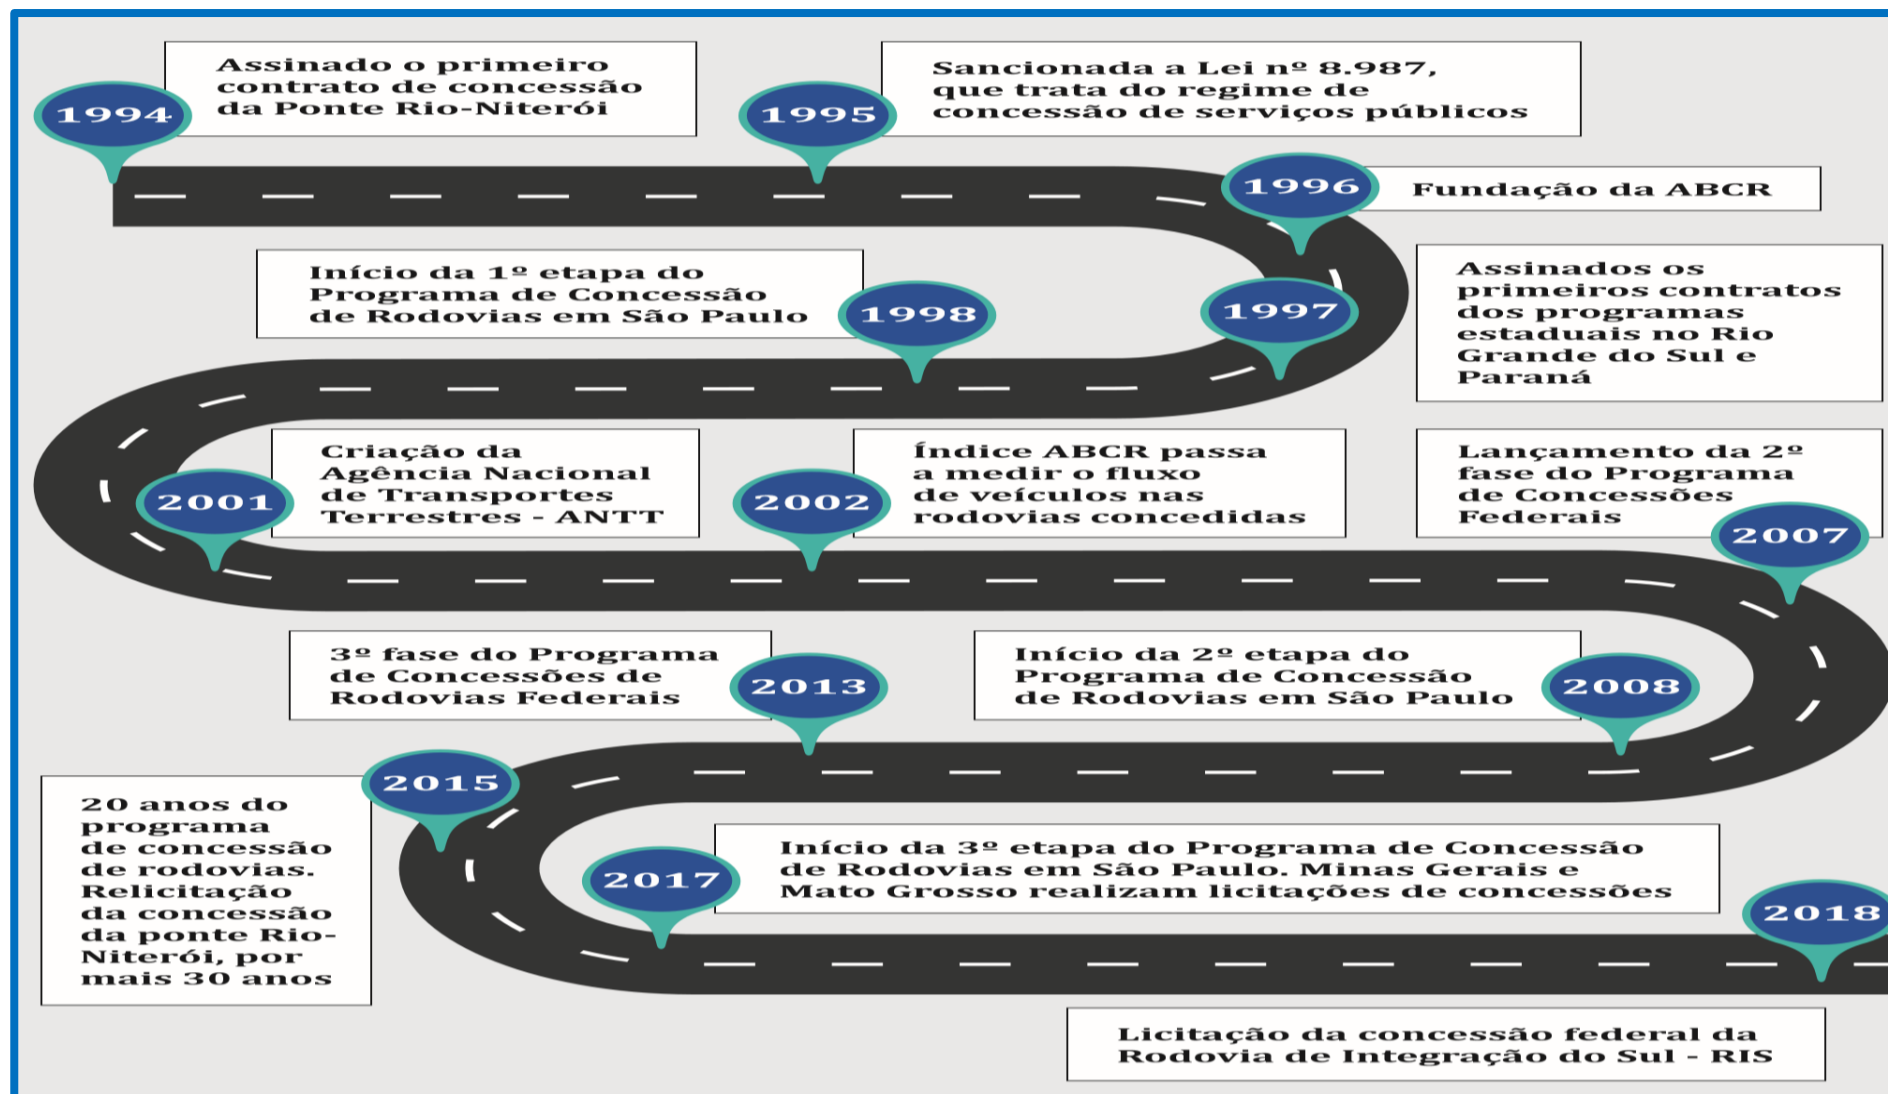 1994
Assinado o primeiro
contrato de concessão
da Ponte Rio-Niterói
1995
Sancionada a Lei nº 8.987,
que trata do regime de
concessão de serviços públicos
1996
Fundação da ABCR
1997
Assinados os
primeiros contratos
dos programas
estaduais no Rio
Grande do Sul e
Paraná
Início da 1º etapa do
Programa de Concessão
de Rodovias em São Paulo
1998
2001
Criação da
Agência Nacional
de Transportes
Terrestres - ANTT
2002
Índice ABCR passa
a medir o fluxo
de veículos nas
rodovias concedidas
Lançamento da 2º
fase do Programa
de Concessões
Federais
2007
Início da 2º etapa do
Programa de Concessão
de Rodovias em São Paulo
2008
3º fase do Programa
de Concessões de
Rodovias Federais
2013
2015
20 anos do
programa
de concessão
de rodovias.
Relicitação
da concessão
da ponte Rio-
Niterói, por
mais 30 anos
2017
Início da 3º etapa do Programa de Concessão
de Rodovias em São Paulo. Minas Gerais e
Mato Grosso realizam licitações de concessões
2018
Licitação da concessão federal da
Rodovia de Integração do Sul - RIS